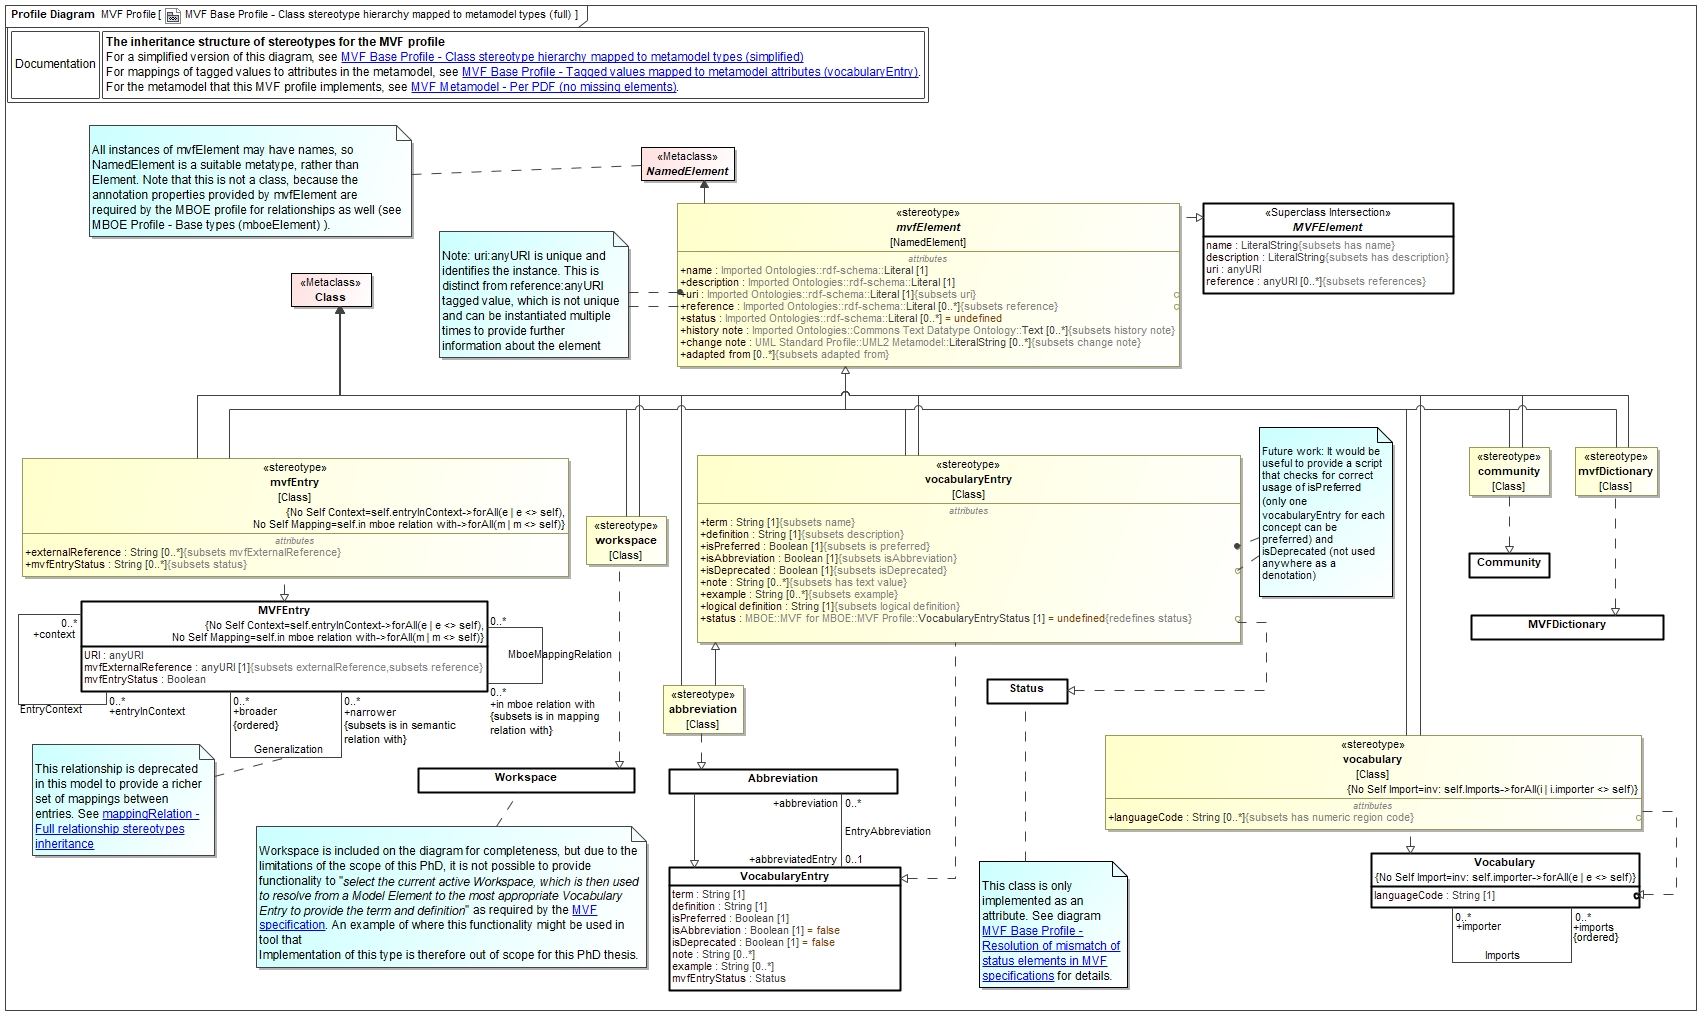 Profile Diagram MVF Profile [ MVF Base Profile - Class stereotype hierarchy mapped to metamodel types (full) ]
Documentation
The inheritance structure of stereotypes for the MVF profile
For a simplified version of this diagram, see MVF Base Profile - Class stereotype hierarchy mapped to metamodel types (simplified)
For mappings of tagged values to attributes in the metamodel, see MVF Base Profile - Tagged values mapped to metamodel attributes (vocabularyEntry).
For the metamodel that this MVF profile implements, see MVF Metamodel - Per PDF (no missing elements).
All instances of mvfElement may have names, so
NamedElement is a suitable metatype, rather than
Element. Note that this is not a class, because the
annotation properties provided by mvfElement are
required by the MBOE profile for relationships as well (see
MBOE Profile - Base types (mboeElement) ).
«Metaclass»
NamedElement
Note: uri:anyURI is unique and
identifies the instance. This is
distinct from reference:anyURI
tagged value, which is not unique
and can be instantiated multiple
times to provide further
information about the element
«Metaclass»
Class
«stereotype»
mvfElement
[NamedElement]
attributes
+name : Imported Ontologies::rdf-schema::Literal [1]
+description : Imported Ontologies::rdf-schema::Literal [1]
+uri : Imported Ontologies::rdf-schema::Literal [1]{subsets uri}
+reference : Imported Ontologies::rdf-schema::Literal [0..*]{subsets reference}
+status : Imported Ontologies::rdf-schema::Literal [0..*] = undefined
+history note : Imported Ontologies::Commons Text Datatype Ontology::Text [0..*]{subsets history note}
+change note : UML Standard Profile::UML2 Metamodel::LiteralString [0..*]{subsets change note}
+adapted from [0..*]{subsets adapted from}
«Superclass Intersection»
MVFElement
name : LiteralString{subsets has name}
description : LiteralString{subsets has description}
uri : anyURI
reference : anyURI [0..*]{subsets references}
«stereotype»
mvfEntry
[Class]
{No Self Context=self.entryInContext->forAll(e | e <> self),
No Self Mapping=self.in mboe relation with->forAll(m | m <> self)}
attributes
+externalReference : String [0..*]{subsets mvfExternalReference}
+mvfEntryStatus : String [0..*]{subsets status}
«stereotype»
workspace
[Class]
«stereotype»
vocabularyEntry
[Class]
attributes
+term : String [1]{subsets name}
+definition : String [1]{subsets description}
+isPreferred : Boolean [1]{subsets is preferred}
+isAbbreviation : Boolean [1]{subsets isAbbreviation}
+isDeprecated : Boolean [1]{subsets isDeprecated}
+note : String [0..*]{subsets has text value}
+example : String [0..*]{subsets example}
+logical definition : String [1]{subsets logical definition}
+status : MBOE::MVF for MBOE::MVF Profile::VocabularyEntryStatus [1] = undefined{redefines status}
Future work: It would be
useful to provide a script
that checks for correct
usage of isPreferred
(only one
vocabularyEntry for each
concept can be
preferred) and
isDeprecated (not used
anywhere as a
denotation)
«stereotype»
community
[Class]
«stereotype»
mvfDictionary
[Class]
Community
MVFDictionary
MVFEntry
{No Self Context=self.entryInContext->forAll(e | e <> self),
No Self Mapping=self.in mboe relation with->forAll(m | m <> self)}
URI : anyURI
mvfExternalReference : anyURI [1]{subsets externalReference,subsets reference}
mvfEntryStatus : Boolean
0..*
+context
EntryContext
0..*
+entryInContext
0..*
+broader
{ordered}
0..*
+narrower
{subsets is in semantic
relation with}
Generalization
0..*
MboeMappingRelation
0..*
+in mboe relation with
{subsets is in mapping
relation with}
This relationship is deprecated
in this model to provide a richer
set of mappings between
entries. See mappingRelation -
Full relationship stereotypes
inheritance
Workspace
Workspace is included on the diagram for completeness, but due to the
limitations of the scope of this PhD, it is not possible to provide
functionality to "select the current active Workspace, which is then used
to resolve from a Model Element to the most appropriate Vocabulary
Entry to provide the term and definition" as required by the MVF
specification. An example of where this functionality might be used in
tool that
Implementation of this type is therefore out of scope for this PhD thesis.
«stereotype»
abbreviation
[Class]
Abbreviation
+abbreviation 0..*
EntryAbbreviation
+abbreviatedEntry 0..1
VocabularyEntry
term : String [1]
definition : String [1]
isPreferred : Boolean [1]
isAbbreviation : Boolean [1] = false
isDeprecated : Boolean [1] = false
note : String [0..*]
example : String [0..*]
mvfEntryStatus : Status
Status
This class is only
implemented as an
attribute. See diagram
MVF Base Profile -
Resolution of mismatch of
status elements in MVF
specifications for details.
«stereotype»
vocabulary
[Class]
{No Self Import=inv: self.Imports->forAll(i | i.importer <> self)}
attributes
+languageCode : String [0..*]{subsets has numeric region code}
Vocabulary
{No Self Import=inv: self.importer->forAll(e | e <> self)}
languageCode : String [1]
0..*
+importer
0..*
+imports
{ordered}
Imports